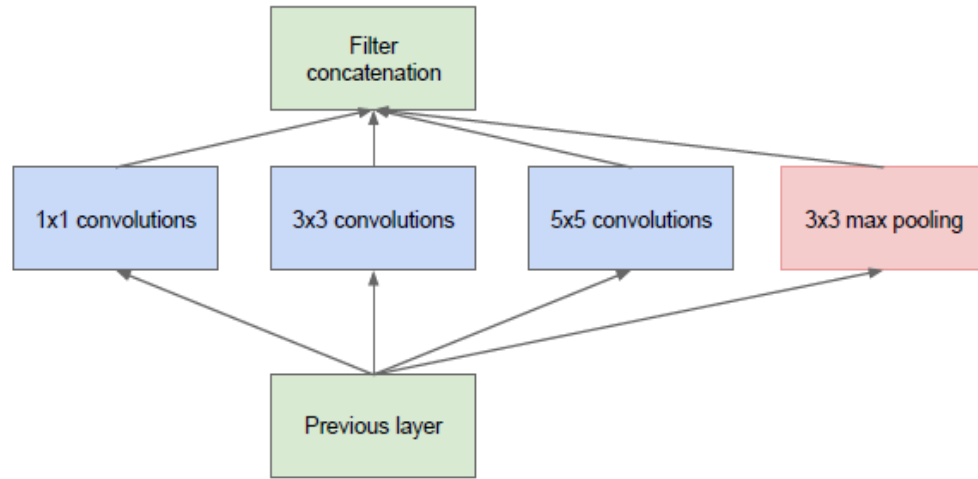 Filter
concatenation
1x1 convolutions
3x3 convolutions
5x5 convolutions
3x3 max pooling
Previous layer